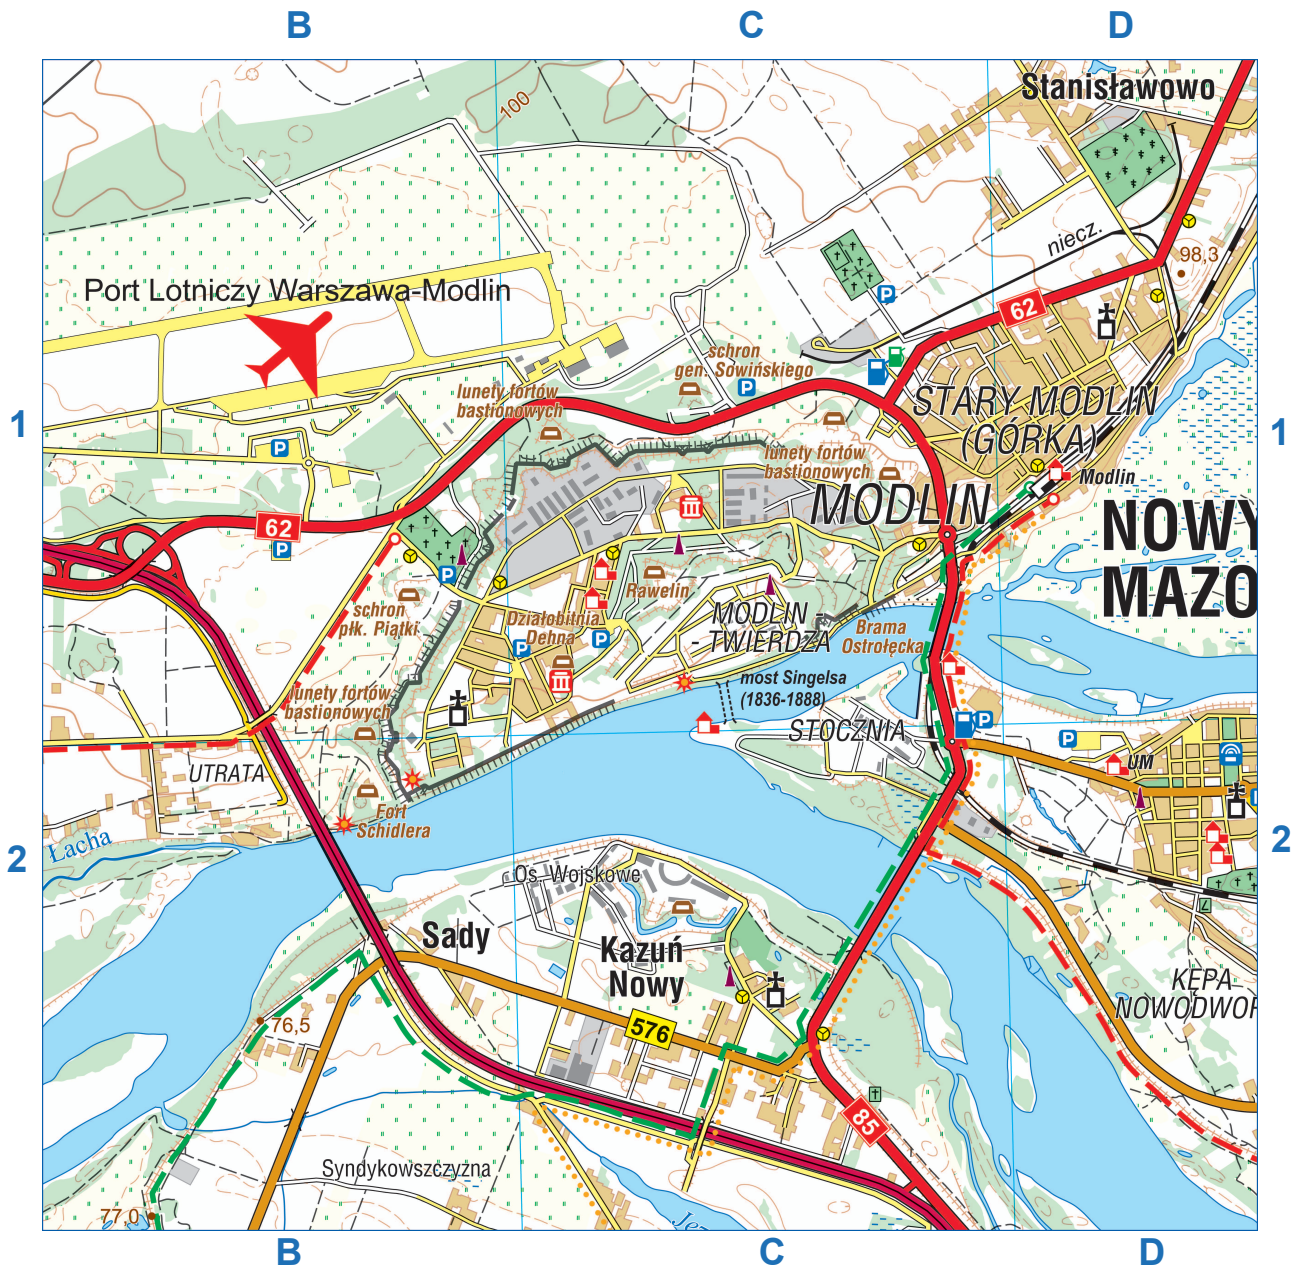 B
C
D
Stanisławowo
100
niecz.
98,3
Port Lotniczy Warszawa-Modlin
62
schron
gen. Sowińskiego
P
P
lunety fortów
bastionowych
STARY MODLIN
(GÓRKA)
1
1
P
lunety fortów
bastionowych
Modlin
MODLIN
NOWY
MAZO
62
P
P
schron
płk. Piątki
Rawelin
Działobitnia
Dehna
P
P
MODLIN -
- TWIERDZA
Brama
Ostrołęcka
most Singelsa
(1836-1888)
lunety fortów
bastionowych
STOCZNIA
P
P
UTRATA
UM
Fort
Schidlera
Łacha
2
2
Os. Wojskowe
Sady
Kazuń
Nowy
KĘPA
NOWODWOR
76,5
576
85
Syndykowszczyzna
77,0
Jez
B
C
D